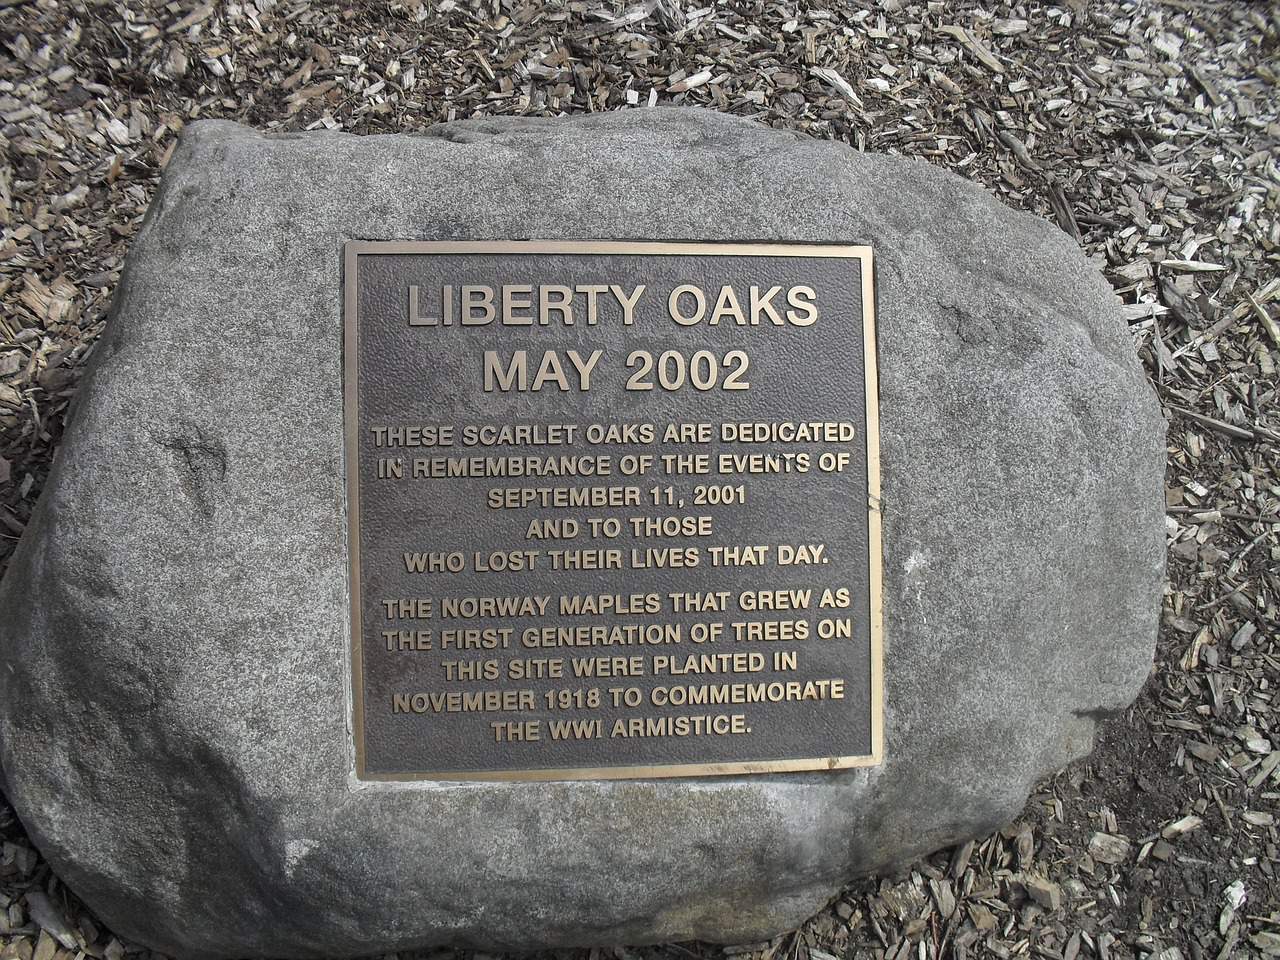 LIBERTY OAKS
MAY 2002
THESE SCARLET OAKS ARE DEDICATED
IN REMEMBRANCE OF THE EVENTS OF
SEPTEMBER 11, 2001
AND TO THOSE
WHO LOST THEIR LIVES THAT DAY.
THE NORWAY MAPLES THAT GREW AS
THE FIRST GENERATION OF TREES ON
THIS SITE WERE PLANTED IN
NOVEMBER 1918 TO COMMEMORATE
THE WWI ARMISTICE.